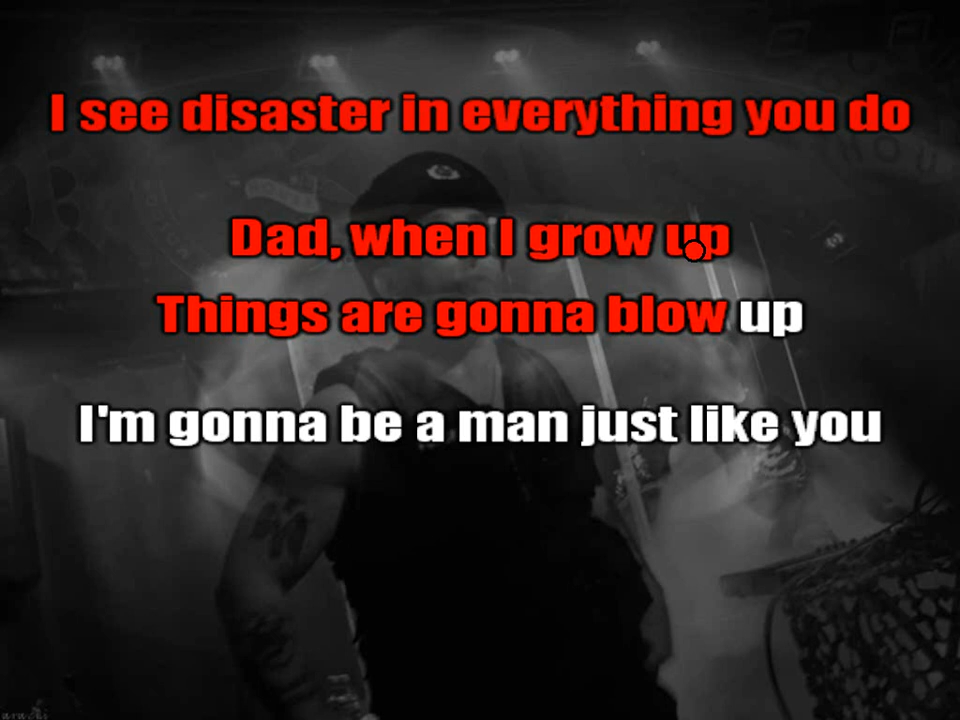 I see disaster in everything you do
Dad, when I grow up
Things are gonna blow up
I'm gonna be a man just like you